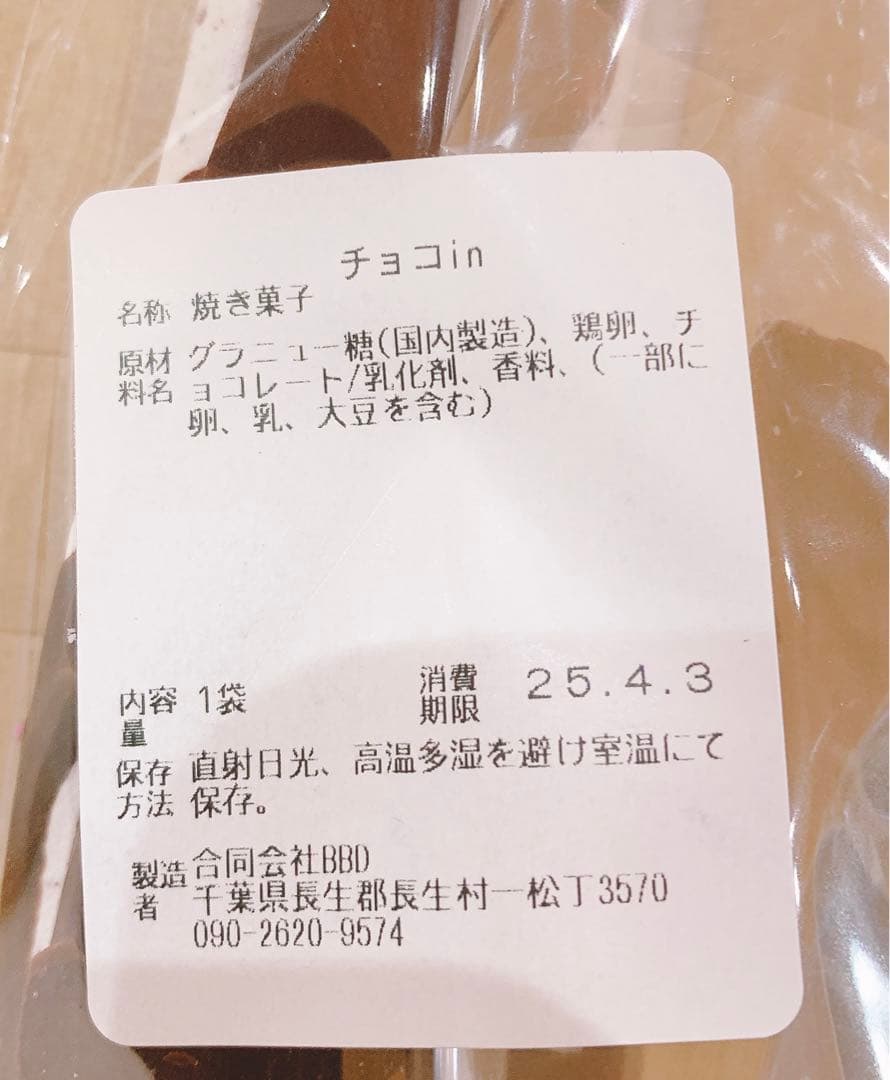 チョコin
名称 焼き菓子
原材料名 グラニュー糖(国内製造)、鶏卵、チ
ョコレート/乳化剤、香料、(一部に
卵、乳、大豆を含む)
内容量 1袋 消費期限 25.4.3
保存方法 直射日光、高温多湿を避け室温にて
保存。
製造者 合同会社BBD
千葉県長生郡長生村一松丁3570
090-2620-9574